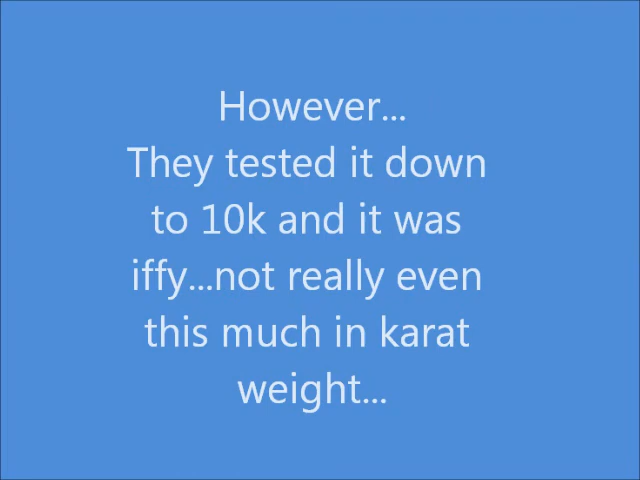 However...
They tested it down
to 10k and it was
iffy...not really even
this much in karat
weight...